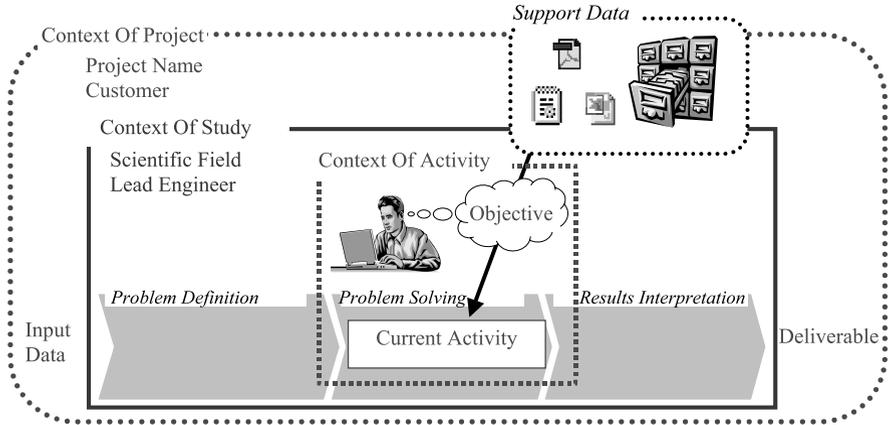 Support Data
Context Of Project
Project Name
Customer
Context Of Study
Scientific Field
Lead Engineer
Context Of Activity
Objective
Problem Definition
Problem Solving
Results Interpretation
Input
Data
Current Activity
Deliverable